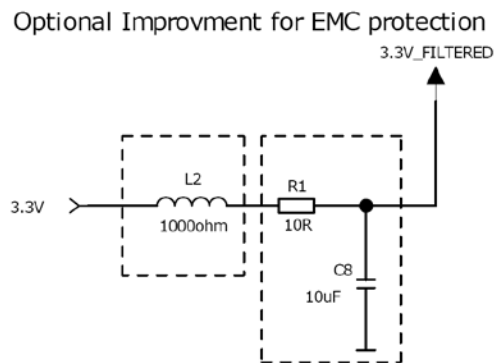 Optional Improvment for EMC protection
3.3V_FILTERED
L2
R1
3.3V
1000ohm
10R
C8
10uF